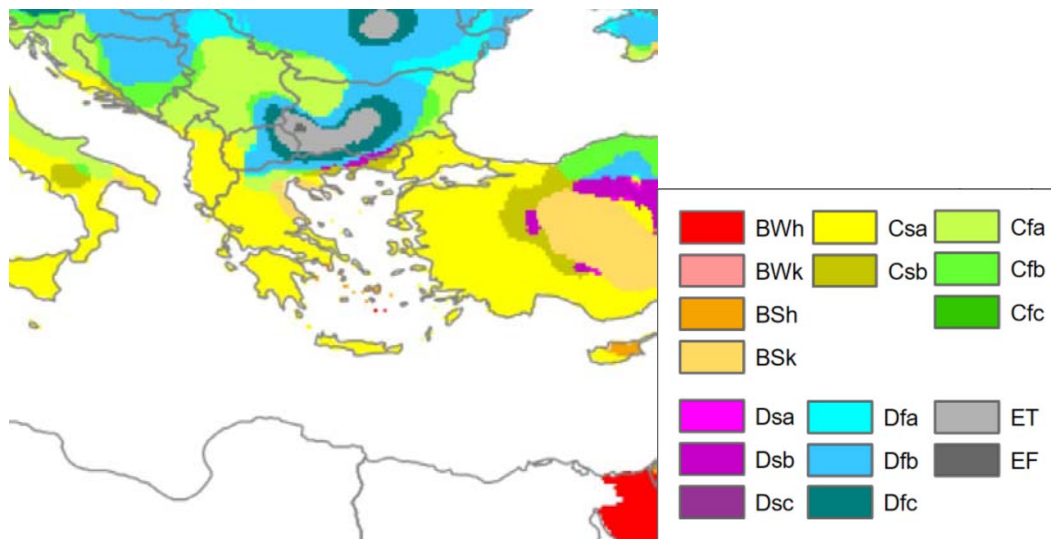 BWh Csa Cfa
BWk Csb Cfb
BSh Cfc
BSk
Dsa Dfa ET
Dsb Dfb EF
Dsc Dfc